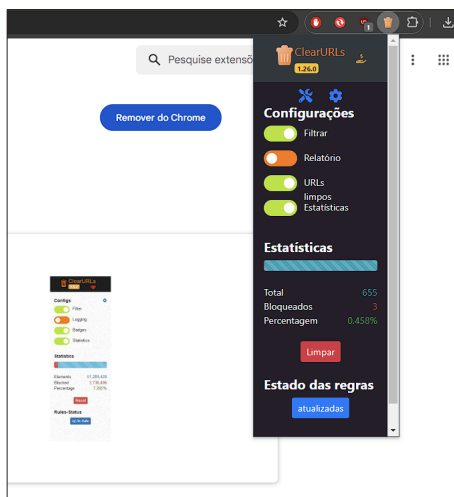 1
Pesquise extensõ
Remover do Chrome
ClearURLs
1.26.0
Configurações
Filtrar
Relatório
URLs
limpos
Estatísticas
Estatísticas
Total 655
Bloqueados 3
Percentagem 0.458%
Limpar
Estado das regras
atualizadas
ClearURLs
Configs
Filter
Logging
Badges
Statistics
Statistics
Elements
Blocked
Percentage
Reset
Rules-Status